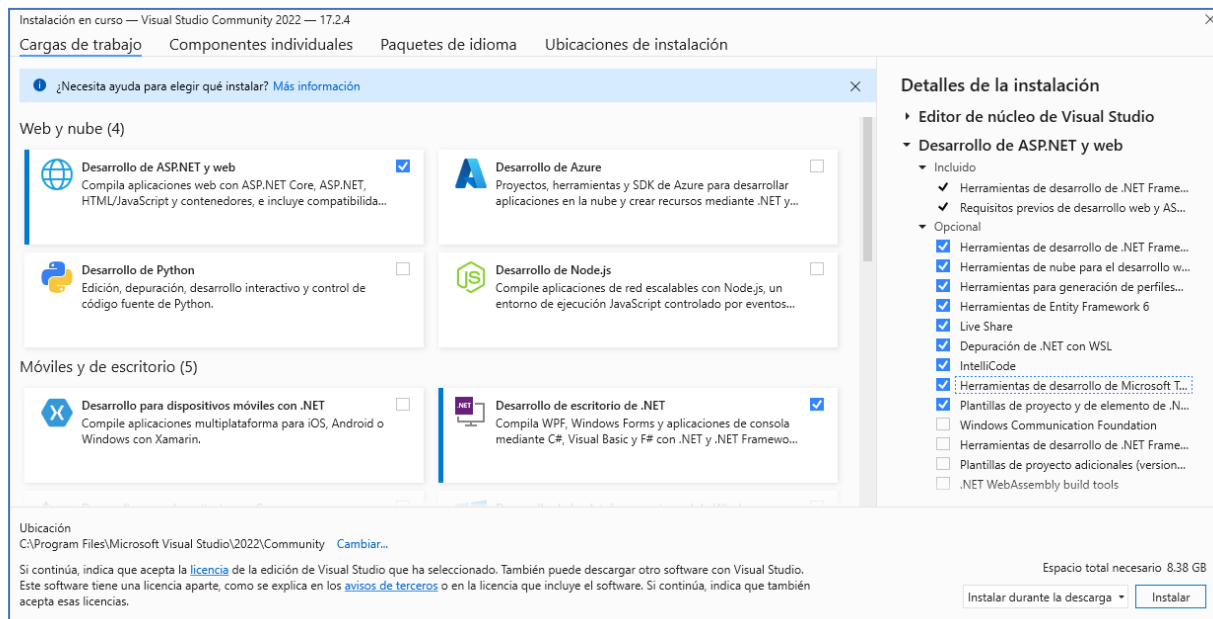 Instalación en curso — Visual Studio Community 2022 — 17.2.4
Cargas de trabajo Componentes individuales Paquetes de idioma Ubicaciones de instalación
¿Necesita ayuda para elegir qué instalar? Más información
Web y nube (4)
Desarrollo de ASP.NET y web
Compila aplicaciones web con ASP.NET Core, ASP.NET,
HTML/JavaScript y contenedores, e incluye compatibilida...
Desarrollo de Azure
Proyectos, herramientas y SDK de Azure para desarrollar
aplicaciones en la nube y crear recursos mediante .NET y...
Desarrollo de Python
Edición, depuración, desarrollo interactivo y control de
código fuente de Python.
JS
Desarrollo de Node.js
Compile aplicaciones de red escalables con Node.js, un
entorno de ejecución JavaScript controlado por eventos...
Móviles y de escritorio (5)
Desarrollo para dispositivos móviles con .NET
Compile aplicaciones multiplataforma para iOS, Android o
Windows con Xamarin.
.NET
Desarrollo de escritorio de .NET
Compila WPF, Windows Forms y aplicaciones de consola
mediante C#, Visual Basic y F# con .NET y .NET Framewo...
Detalles de la instalación
Editor de núcleo de Visual Studio
Desarrollo de ASP.NET y web
Incluido
Herramientas de desarrollo de .NET Frame...
Requisitos previos de desarrollo web y AS...
Opcional
Herramientas de desarrollo de .NET Frame...
Herramientas de nube para el desarrollo w...
Herramientas para generación de perfiles...
Herramientas de Entity Framework 6
Live Share
Depuración de .NET con WSL
IntelliCode
Herramientas de desarrollo de Microsoft T...
Plantillas de proyecto y de elemento de .N...
Windows Communication Foundation
Herramientas de desarrollo de .NET Frame...
Plantillas de proyecto adicionales (version...
.NET WebAssembly build tools
Ubicación
C:\Program Files\Microsoft Visual Studio\2022\Community Cambiar...
Si continúa, indica que acepta la licencia de la edición de Visual Studio que ha seleccionado. También puede descargar otro software con Visual Studio.
Este software tiene una licencia aparte, como se explica en los avisos de terceros o en la licencia que incluye el software. Si continúa, indica que también
acepta esas licencias.
Espacio total necesario 8.38 GB
Instalar durante la descarga Instalar